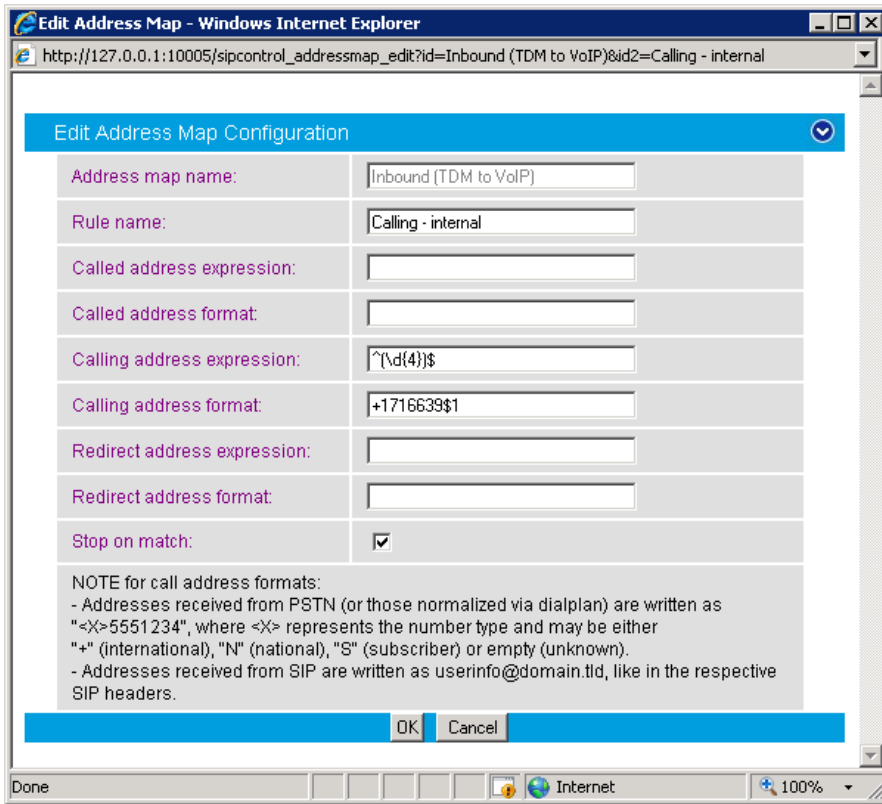 Edit Address Map - Windows Internet Explorer
http://127.0.0.1:10005/sipcontrol_addressmap_edit?id=Inbound (TDM to VoIP)&id2=Calling - internal
Edit Address Map Configuration
Address map name: Inbound (TDM to VoIP)
Rule name: Calling - internal
Called address expression:
Called address format:
Calling address expression: ^(\d{4})$
Calling address format: +1716639$1
Redirect address expression:
Redirect address format:
Stop on match:
NOTE for call address formats:
- Addresses received from PSTN (or those normalized via dialplan) are written as
"<X>5551234", where <X> represents the number type and may be either
"+" (international), "N" (national), "S" (subscriber) or empty (unknown).
- Addresses received from SIP are written as userinfo@domain.tld, like in the respective
SIP headers.
OK Cancel
Done Internet 100%